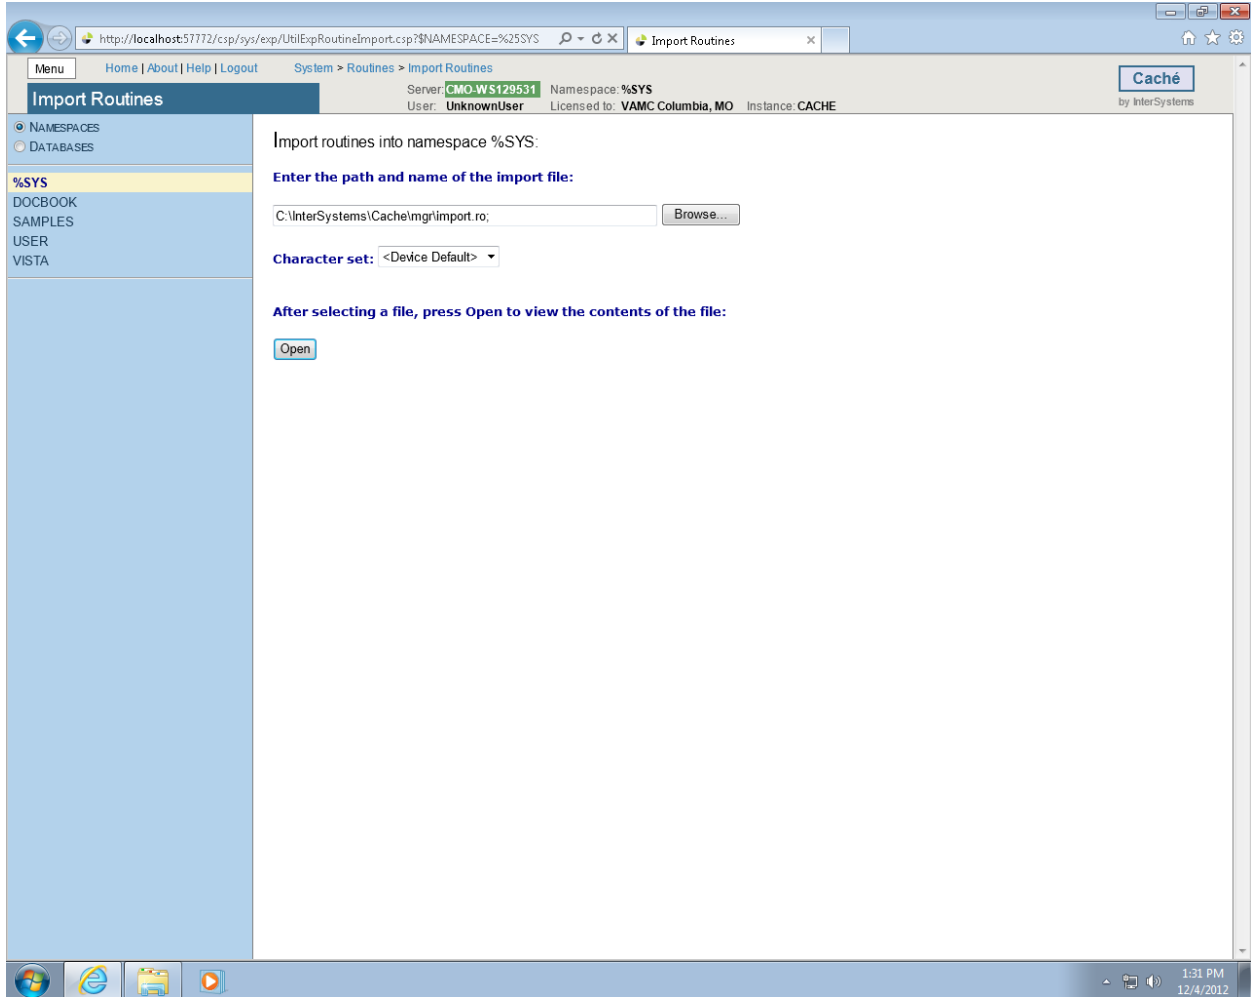 http://localhost:57772/csp/sys/exp/UtilExpRoutineImport.csp?$NAMESPACE=%25SYS
Import Routines
Menu Home | About | Help | Logout System > Routines > Import Routines
Import Routines
Server: CMO-WS129531 Namespace: %SYS
User: UnknownUser Licensed to: VAMC Columbia, MO Instance: CACHE
Caché
by InterSystems
NAMESPACES
DATABASES
%SYS
DOCBOOK
SAMPLES
USER
VISTA
Import routines into namespace %SYS:
Enter the path and name of the import file:
C:\InterSystems\Cache\mgr\import.ro;
Browse...
Character set: <Device Default>
After selecting a file, press Open to view the contents of the file:
Open
1:31 PM
12/4/2012